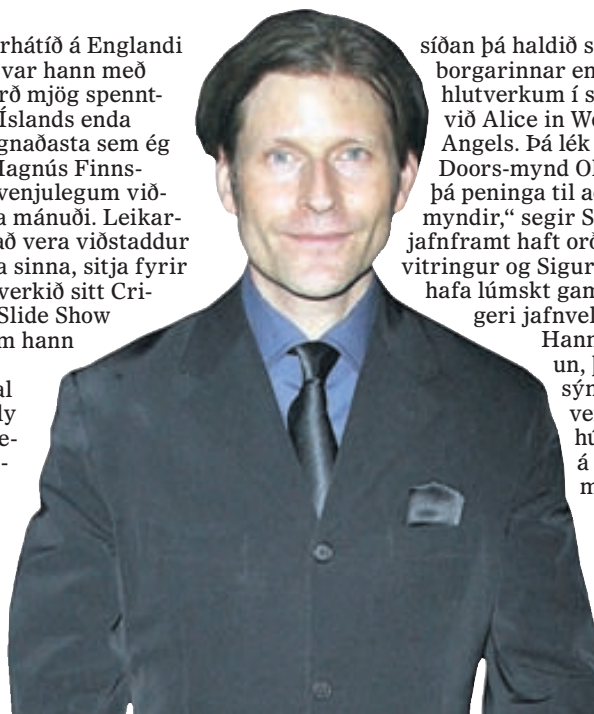 rhátíð á Englandi
var hann með
rð mjög spennt-
Íslands enda
gnaðasta sem ég
Magnús Finns-
venjulegum við-
a mánuði. Leikar-
að vera viðstaddur
a sinna, sitja fyrir
verkið sitt Cri-
Slide Show
m hann
al
ly
e-
-
síðan þá haldið s
borgarinnar en
hlutverkum í s
við Alice in Wo
Angels. Þá lék
Doors-mynd Ol
þá peninga til a
myndir,“ segir S
jafnframt haft orð
vitringur og Sigur
hafa lúmskt gam
geri jafnvel
Hann
un, þ
sýn
ve
hú
á
m